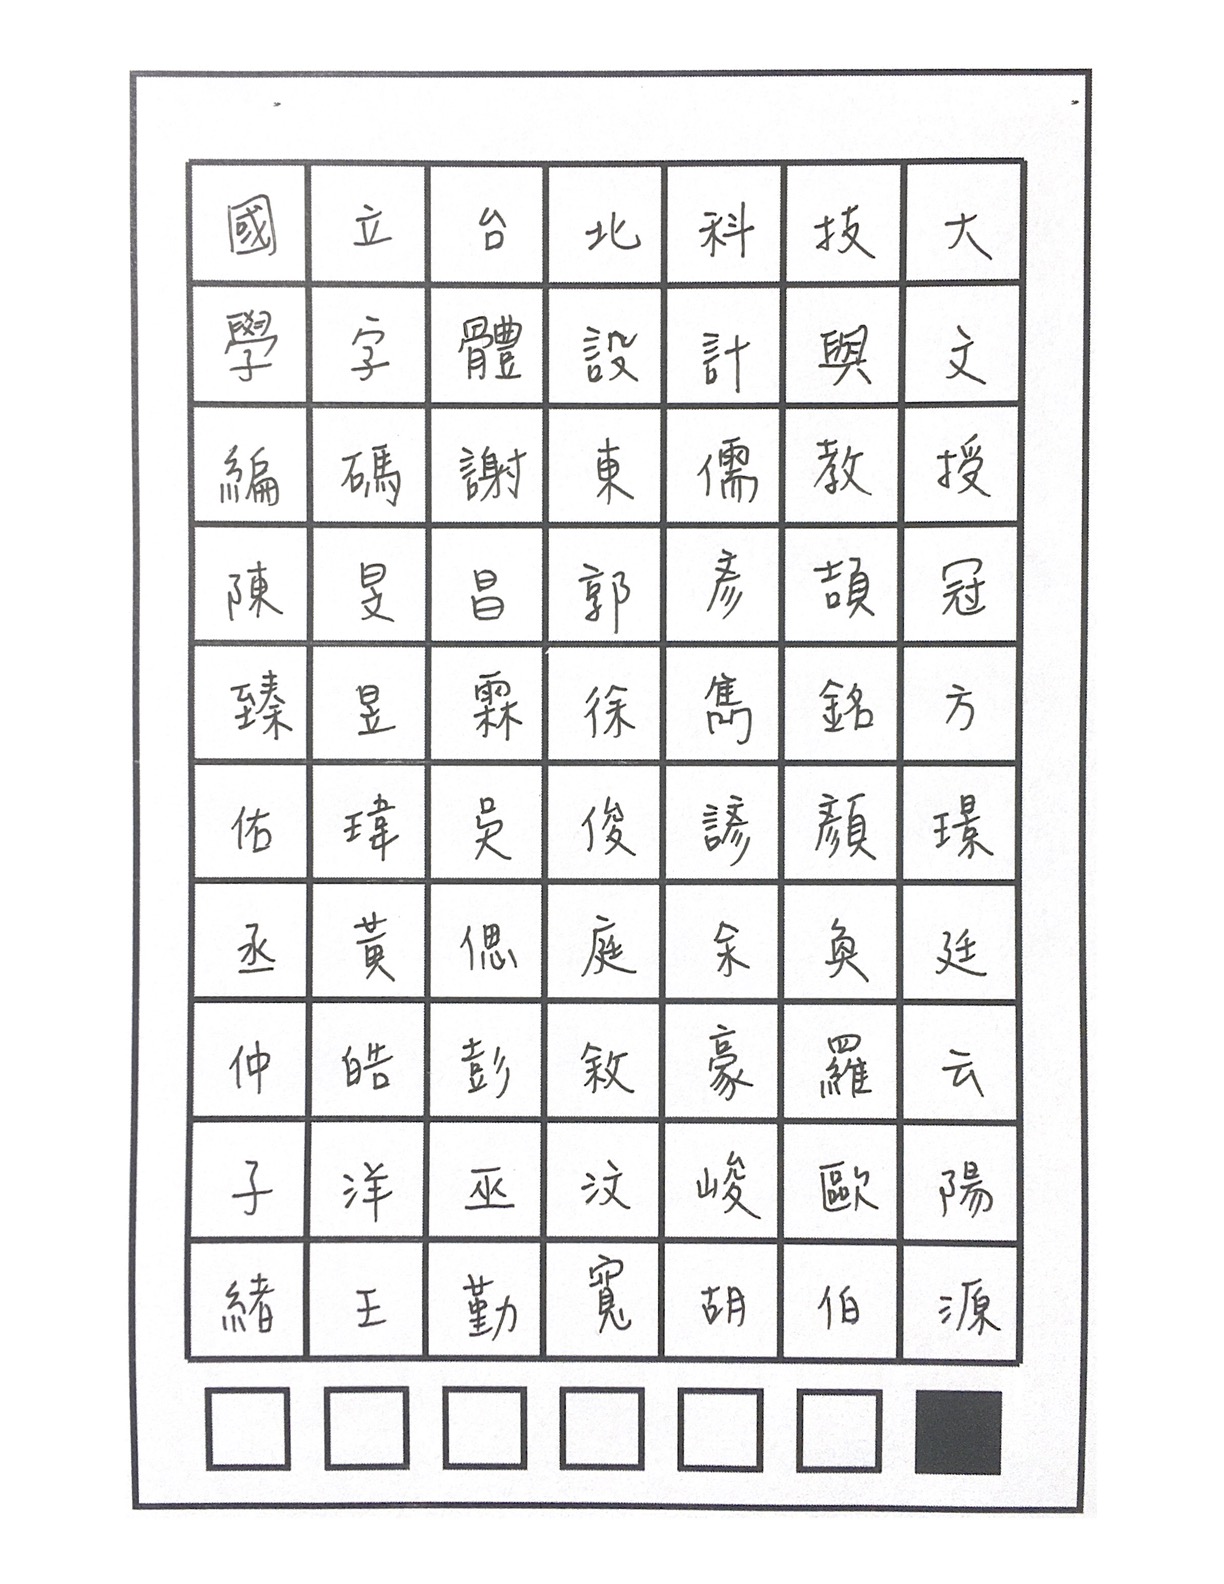 國立台北科技大
學字體設計與文
編碼謝東儒教授
陳旻昌郭彥頡冠
臻昱霖徐雋銘方
佑瑋吳俊諺顏璟
丞黃偲庭余奐廷
仲皓彭敘豪羅云
子洋巫汶峻歐陽
緒王勤寬胡伯源